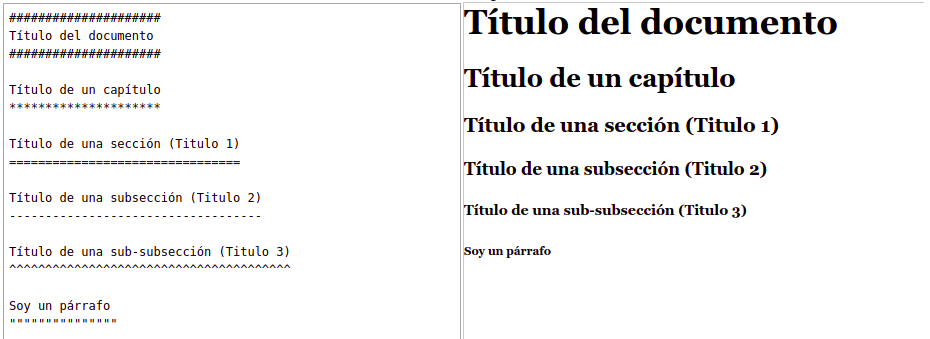 #####################
Título del documento
#####################
Título de un capítulo
*********************
Título de una sección (Titulo 1)
================================
Título de una subsección (Titulo 2)
-----------------------------------
Título de una sub-subsección (Titulo 3)
^^^^^^^^^^^^^^^^^^^^^^^^^^^^^^^^^^^^^^^
Soy un párrafo
"""""""""""""""
Título del documento
Título de un capítulo
Título de una sección (Titulo 1)
Título de una subsección (Titulo 2)
Título de una sub-subsección (Titulo 3)
Soy un párrafo